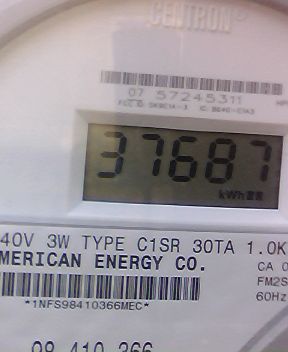 CENTRON
07 57245311
37687
kWh
40V 3W TYPE C1SR 30TA 1.0K
MERICAN ENERGY CO.
CA 0
FM2S
60Hz
*1NFS98410366MEC*
98 410 366